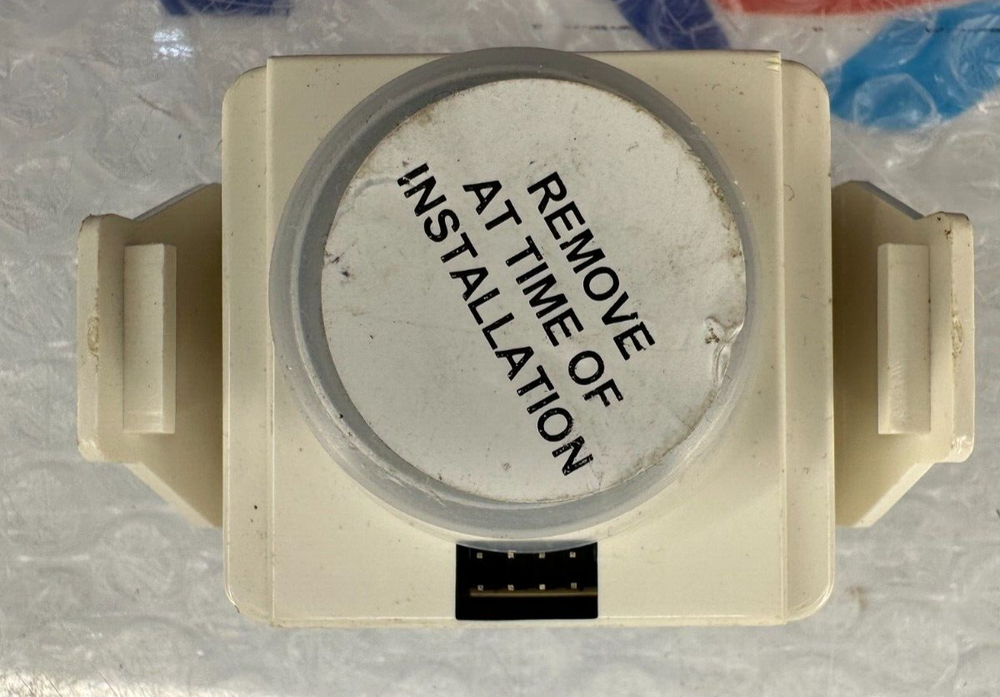 REMOVE
AT TIME OF
INSTALLATION